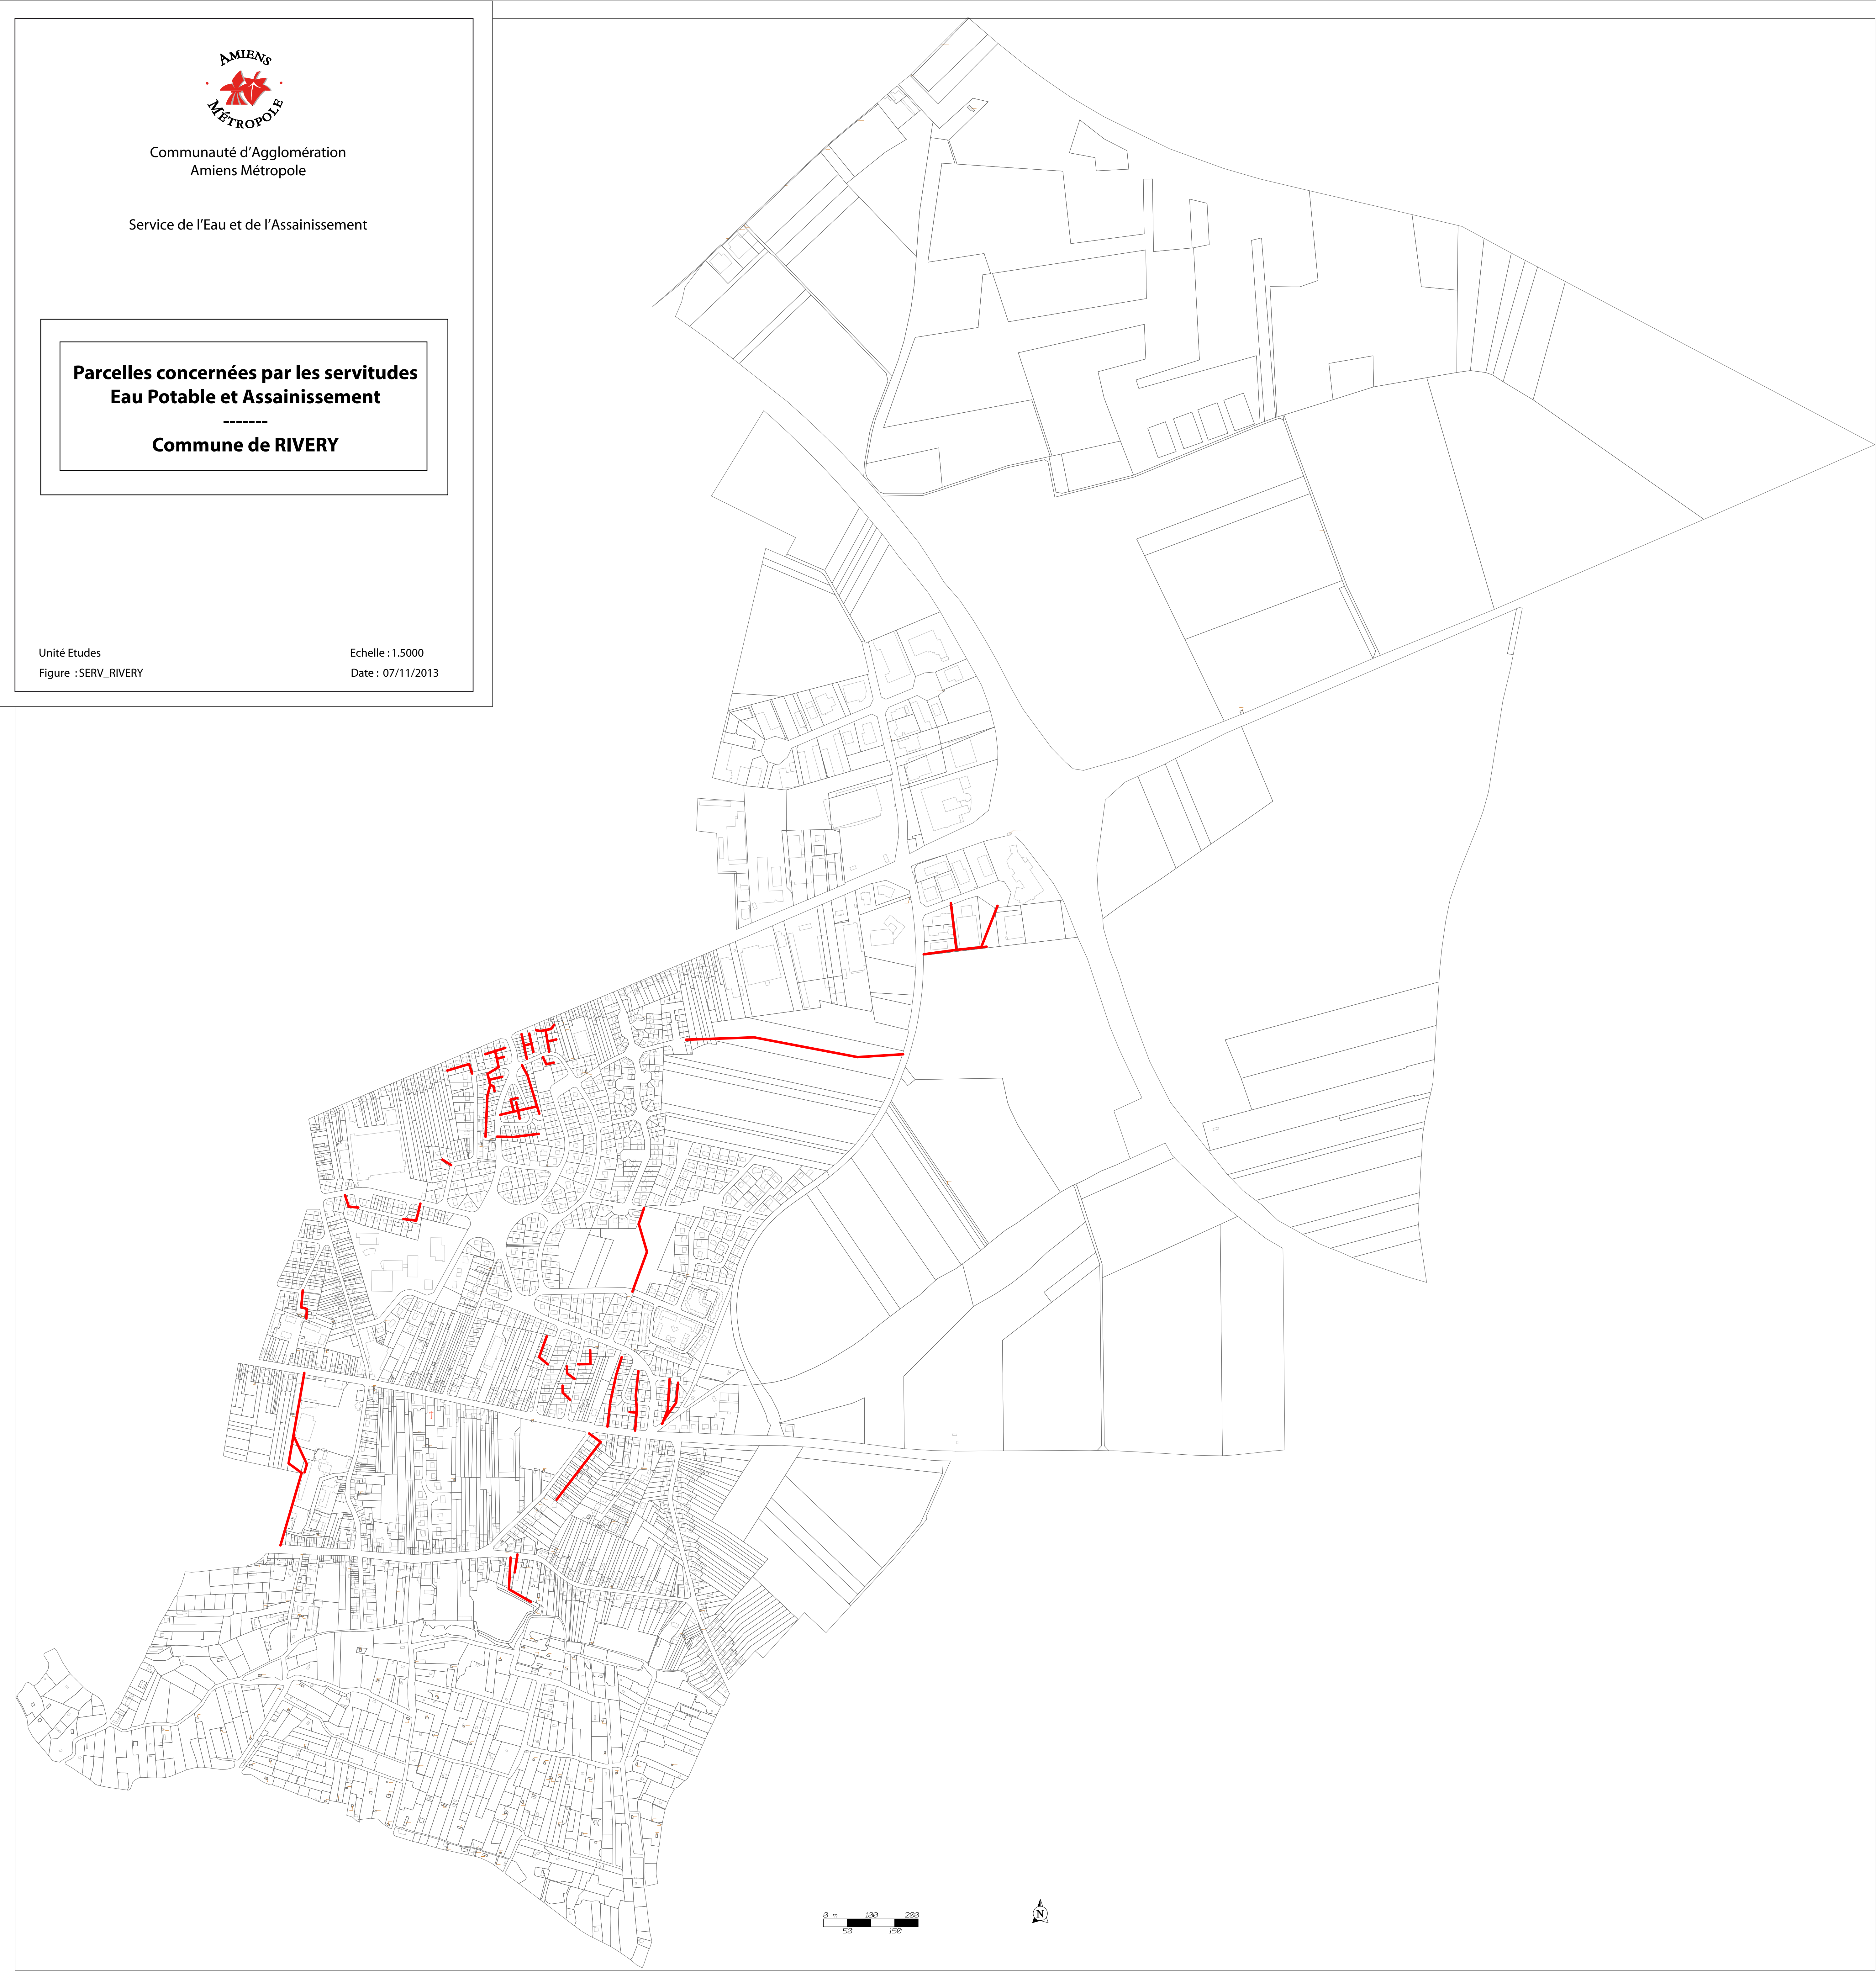 AMIENS
MÉTROPOLE
Communauté d'Agglomération
Amiens Métropole
Service de l'Eau et de l'Assainissement
Parcelles concernées par les servitudes
Eau Potable et Assainissement
-------
Commune de RIVERY
Unité Etudes
Echelle : 1.5000
Figure : SERV_RIVERY
Date : 07/11/2013
0 m 100 200
50 150
N